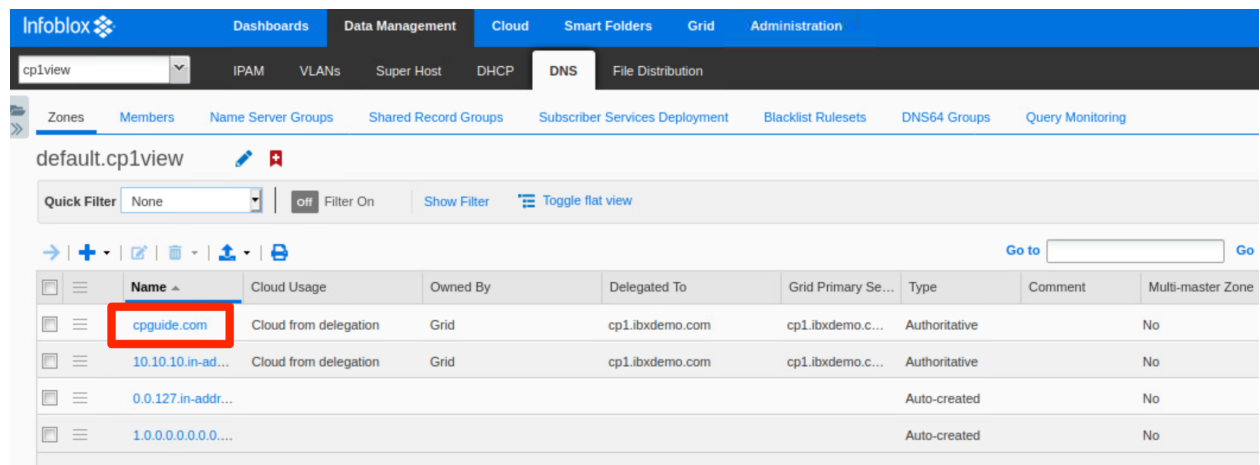 Infoblox Dashboards Data Management Cloud Smart Folders Grid Administration
cp1view IPAM VLANs Super Host DHCP DNS File Distribution
Zones Members Name Server Groups Shared Record Groups Subscriber Services Deployment Blacklist Rulesets DNS64 Groups Query Monitoring
default.cp1view
Quick Filter None Off Filter On Show Filter Toggle flat view
Go to Go
Name Cloud Usage Owned By Delegated To Grid Primary Se... Type Comment Multi-master Zone
cpguide.com Cloud from delegation Grid cp1.ibxdemo.com cp1.ibxdemo.c... Authoritative No
10.10.10.in-ad... Cloud from delegation Grid cp1.ibxdemo.com cp1.ibxdemo.c... Authoritative No
0.0.127.in-addr... Auto-created No
1.0.0.0.0.0.0.... Auto-created No